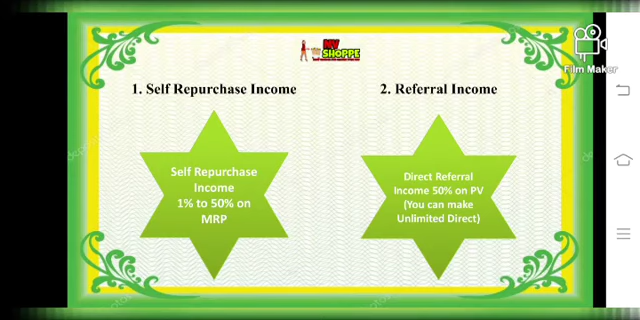 MY
SHOPPE
Film Maker
1. Self Repurchase Income
2. Referral Income
Self Repurchase
Income
1% to 50% on
MRP
Direct Referral
Income 50% on PV
(You can make
Unlimited Direct)